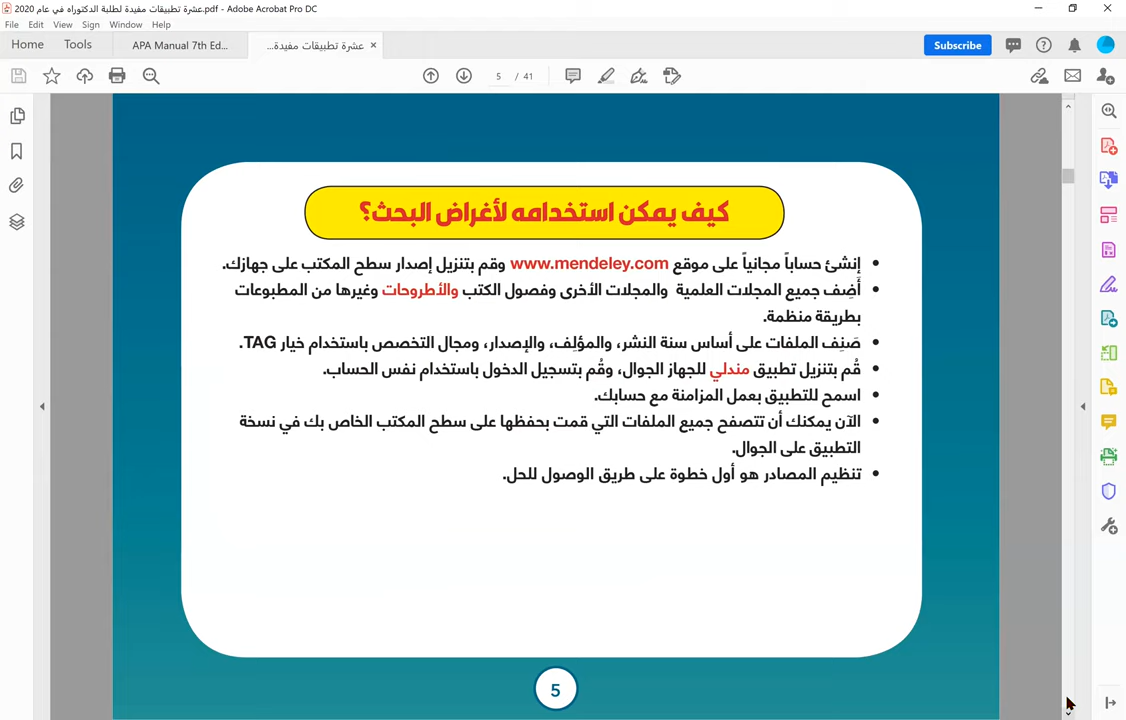 عشرة تطبيقات مفيدة لطلبة الدكتوراه في عام 2020.pdf - Adobe Acrobat Pro DC
File Edit View Sign Window Help
Home Tools APA Manual 7th Ed... عشرة تطبيقات مفيدة... × Subscribe
5 / 41
كيف يمكن استخدامه لأغراض البحث؟
• إنشئ حساباً مجانياً على موقع www.mendeley.com وقم بتنزيل إصدار سطح المكتب على جهازك.
• أَضِف جميع المجلات العلمية والمجلات الأخرى وفصول الكتب والأطروحات وغيرها من المطبوعات
بطريقة منظمة.
• صَنِف الملفات على أساس سنة النشر، والمؤلِف، والإصدار، ومجال التخصص باستخدام خيار TAG.
• قُم بتنزيل تطبيق مندلي للجهاز الجوال، وقُم بتسجيل الدخول باستخدام نفس الحساب.
• اسمح للتطبيق بعمل المزامنة مع حسابك.
• الآن يمكنك أن تتصفح جميع الملفات التي قمت بحفظها على سطح المكتب الخاص بك في نسخة
التطبيق على الجوال.
• تنظيم المصادر هو أول خطوة على طريق الوصول للحل.
5